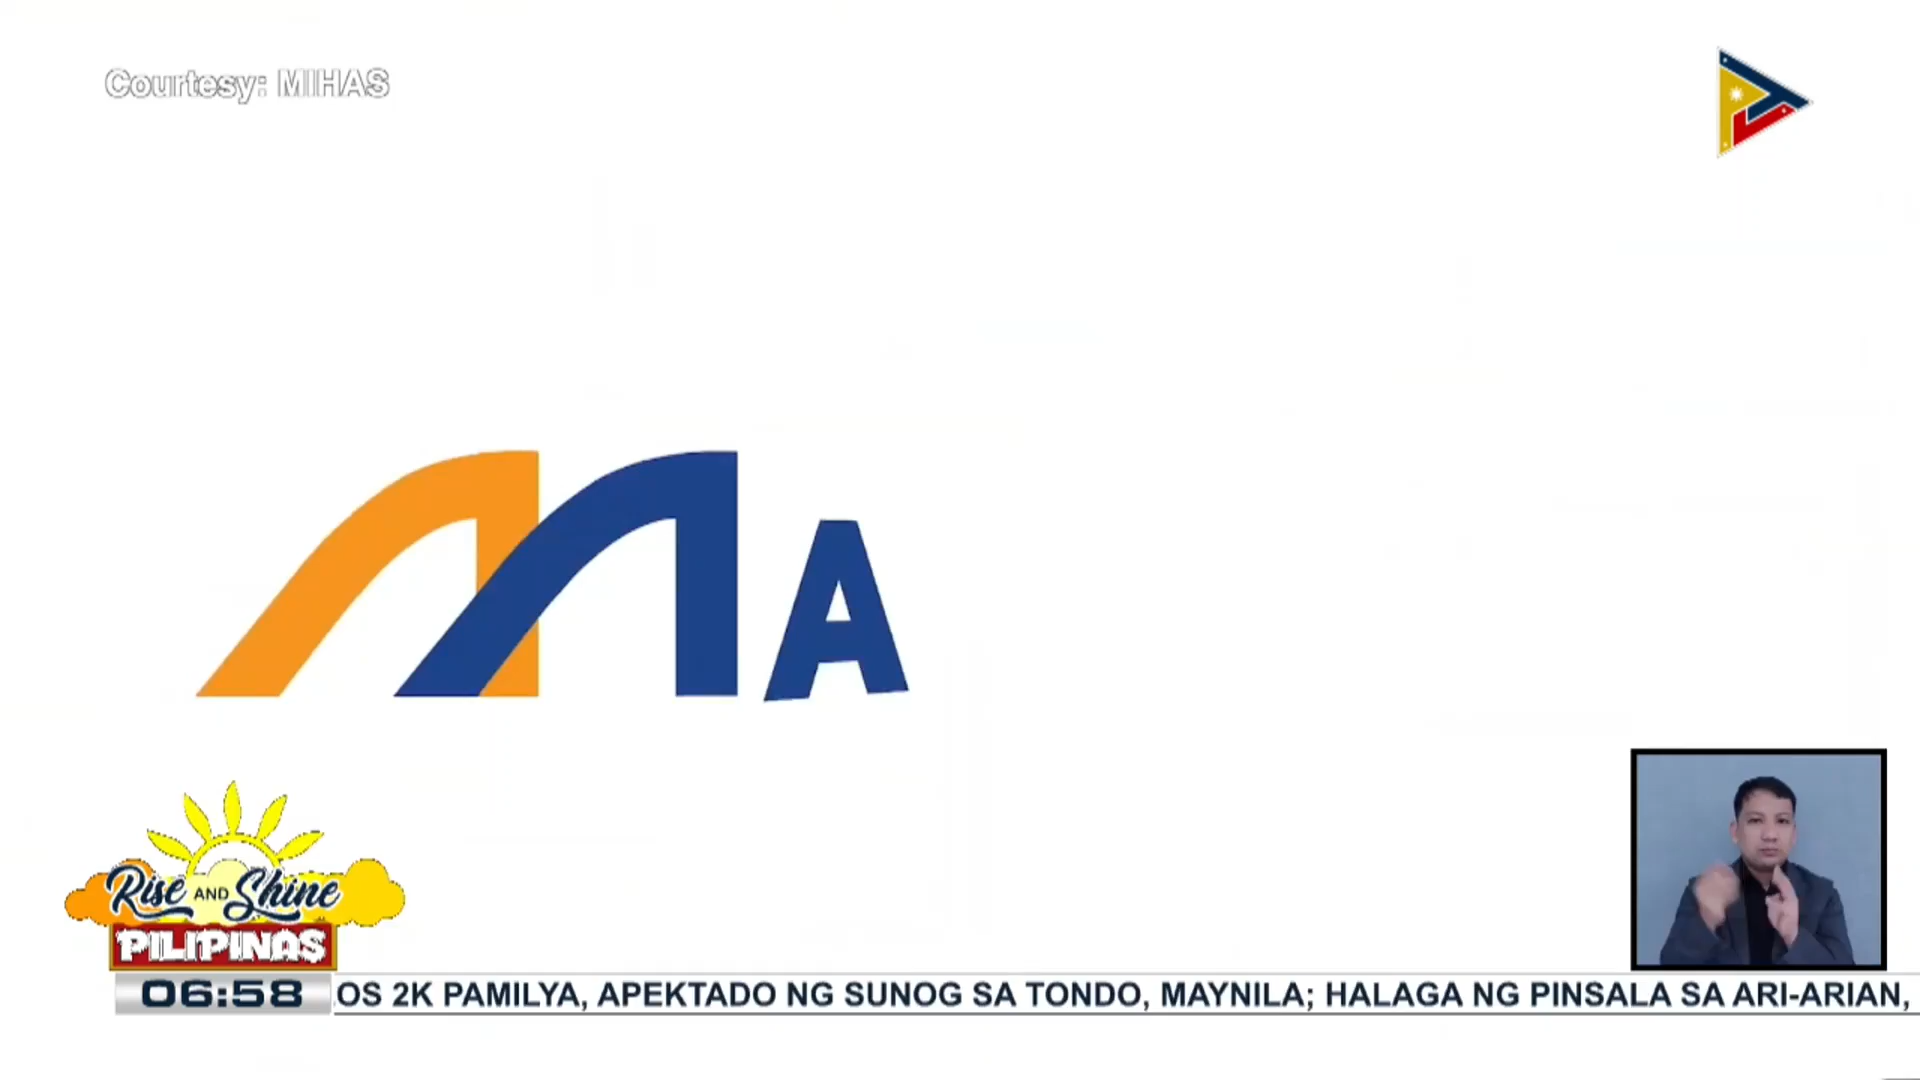 Courtesy: MIHAS
A
Rise AND Shine
PILIPINAS
06:58
OS 2K PAMILYA, APEKTADO NG SUNOG SA TONDO, MAYNILA; HALAGA NG PINSALA SA ARI-ARIAN,